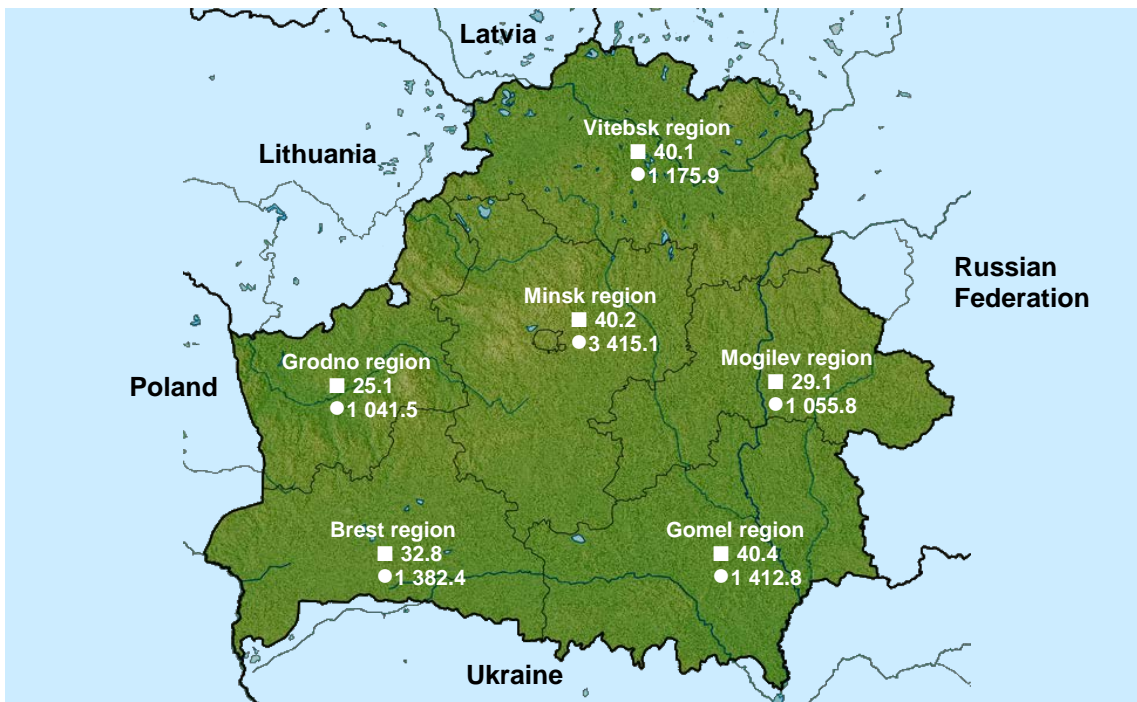 Latvia
Vitebsk region
40.1
1 175.9
Lithuania
Russian
Federation
Minsk region
40.2
3 415.1
Mogilev region
29.1
1 055.8
Grodno region
25.1
1 041.5
Poland
Brest region
32.8
1 382.4
Gomel region
40.4
1 412.8
Ukraine